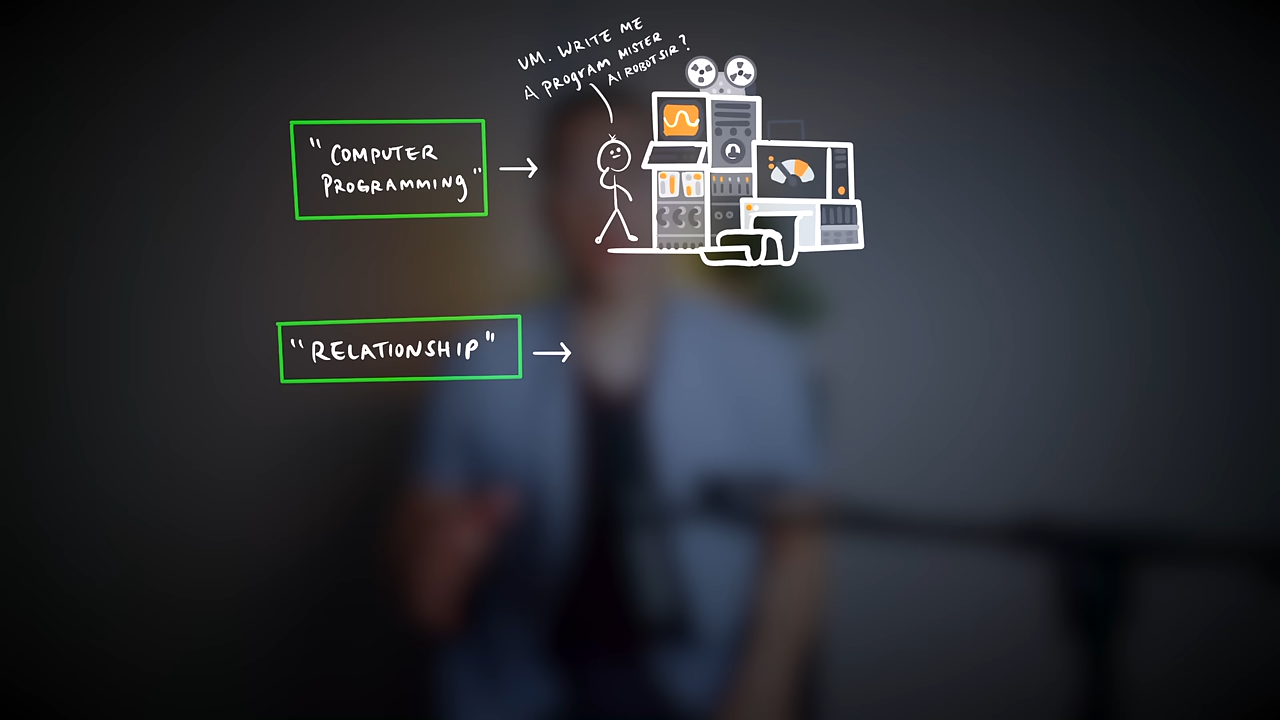 UM. WRITE ME
A PROGRAM MISTER
AI ROBOT SIR?
"COMPUTER
PROGRAMMING"
"RELATIONSHIP"